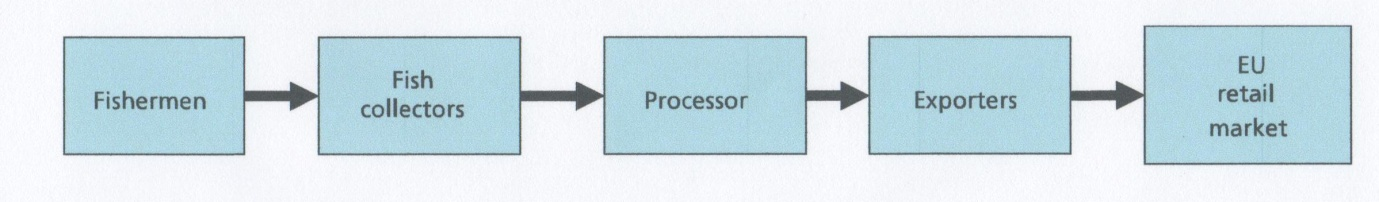 Fishermen
Fish
collectors
Processor
Exporters
EU
retail
market